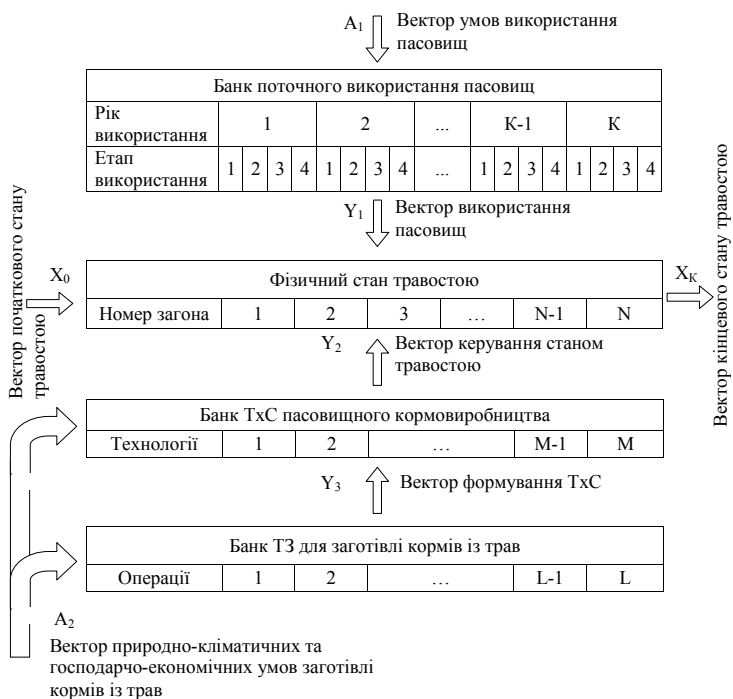 A1
Вектор умов використання
пасовищ
Банк поточного використання пасовищ
Рік
використання
1 2 ... К-1 К
Етап
використання
1 2 3 4 1 2 3 4 ... 1 2 3 4 1 2 3 4
Y1
Вектор використання
пасовищ
Вектор початкового стану
травостою
X0
Фізичний стан травостою
Номер загона 1 2 3 … N-1 N
XК
Вектор кінцевого стану травостою
Y2
Вектор керування станом
травостою
Банк ТхС пасовищного кормовиробництва
Технології 1 2 … М-1 М
Y3
Вектор формування ТхС
Банк ТЗ для заготівлі кормів із трав
Операції 1 2 … L-1 L
A2
Вектор природно-кліматичних та
господарчо-економічних умов заготівлі
кормів із трав